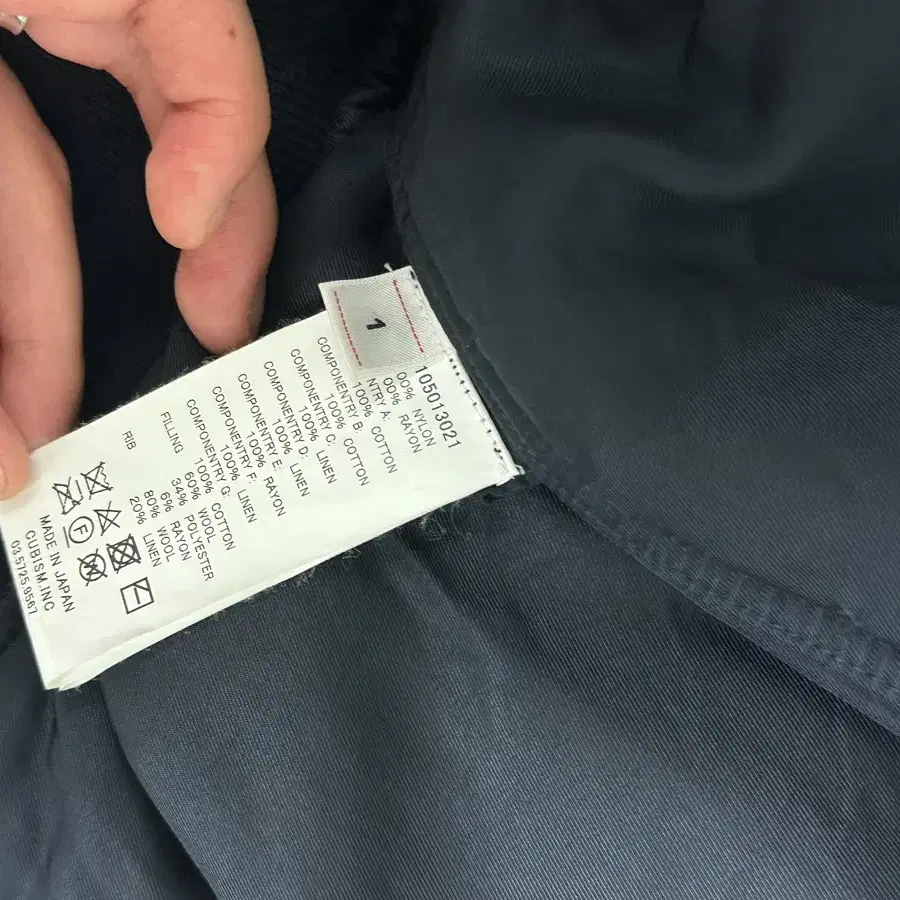 1
105013021
00% NYLON
00% RAYON
NTRY A:
100% COTTON
COMPONENTRY B:
100% COTTON
COMPONENTRY C:
100% LINEN
COMPONENTRY D:
100% LINEN
COMPONENTRY E:
100% RAYON
COMPONENTRY F:
100% LINEN
COMPONENTRY G:
100% COTTON
FILLING 60% WOOL
34% POLYESTER
6% RAYON
RIB 80% WOOL
20% LINEN
F
MADE IN JAPAN
CUBISM.INC
03.5725.9567